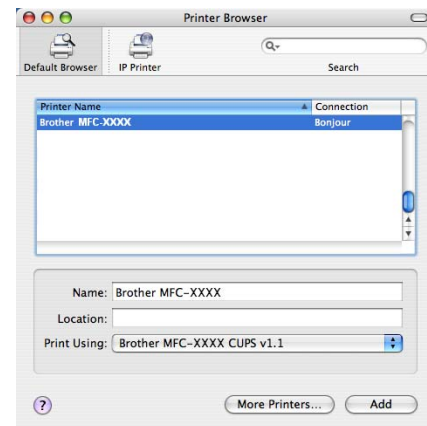 Printer Browser
Default Browser IP Printer Search
Printer Name Connection
Brother MFC-XXXX Bonjour
Name: Brother MFC-XXXX
Location:
Print Using: Brother MFC-XXXX CUPS v1.1
? More Printers... Add